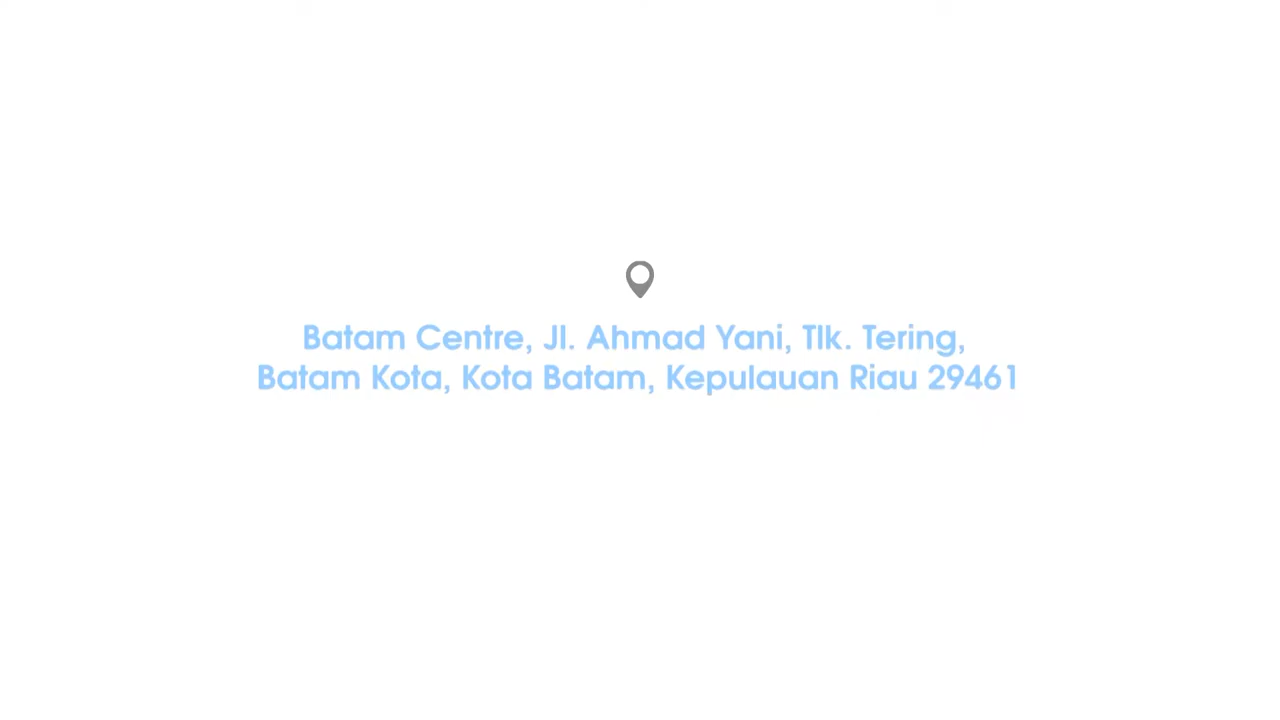 Batam Centre, Jl. Ahmad Yani, Tlk. Tering,
Batam Kota, Kota Batam, Kepulauan Riau 29461